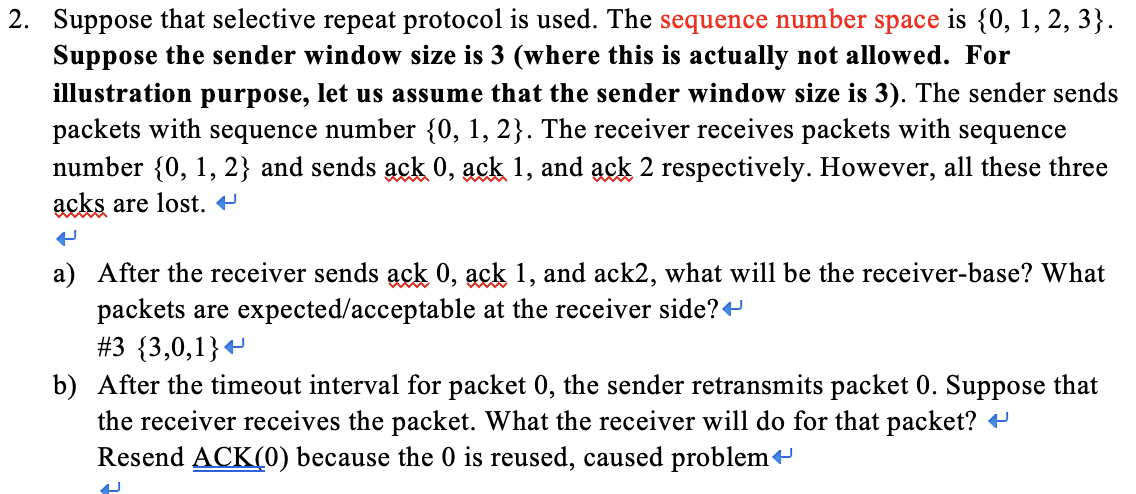 2. Suppose that selective repeat protocol is used. The sequence number space is {0, 1, 2, 3}.
Suppose the sender window size is 3 (where this is actually not allowed. For
illustration purpose, let us assume that the sender window size is 3). The sender sends
packets with sequence number {0, 1, 2}. The receiver receives packets with sequence
number {0, 1, 2} and sends ack 0, ack 1, and ack 2 respectively. However, all these three
acks are lost. ↵
↵
a) After the receiver sends ack 0, ack 1, and ack2, what will be the receiver-base? What
packets are expected/acceptable at the receiver side?↵
#3 {3,0,1}↵
b) After the timeout interval for packet 0, the sender retransmits packet 0. Suppose that
the receiver receives the packet. What the receiver will do for that packet? ↵
Resend ACK(0) because the 0 is reused, caused problem↵
↵